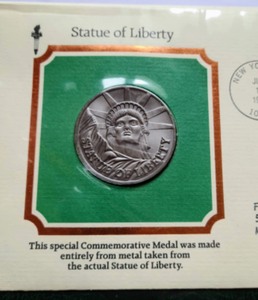 Statue of Liberty
NEW YO
STATUE OF LIBERTY
This special Commemorative Medal was made
entirely from metal taken from
the actual Statue of Liberty.